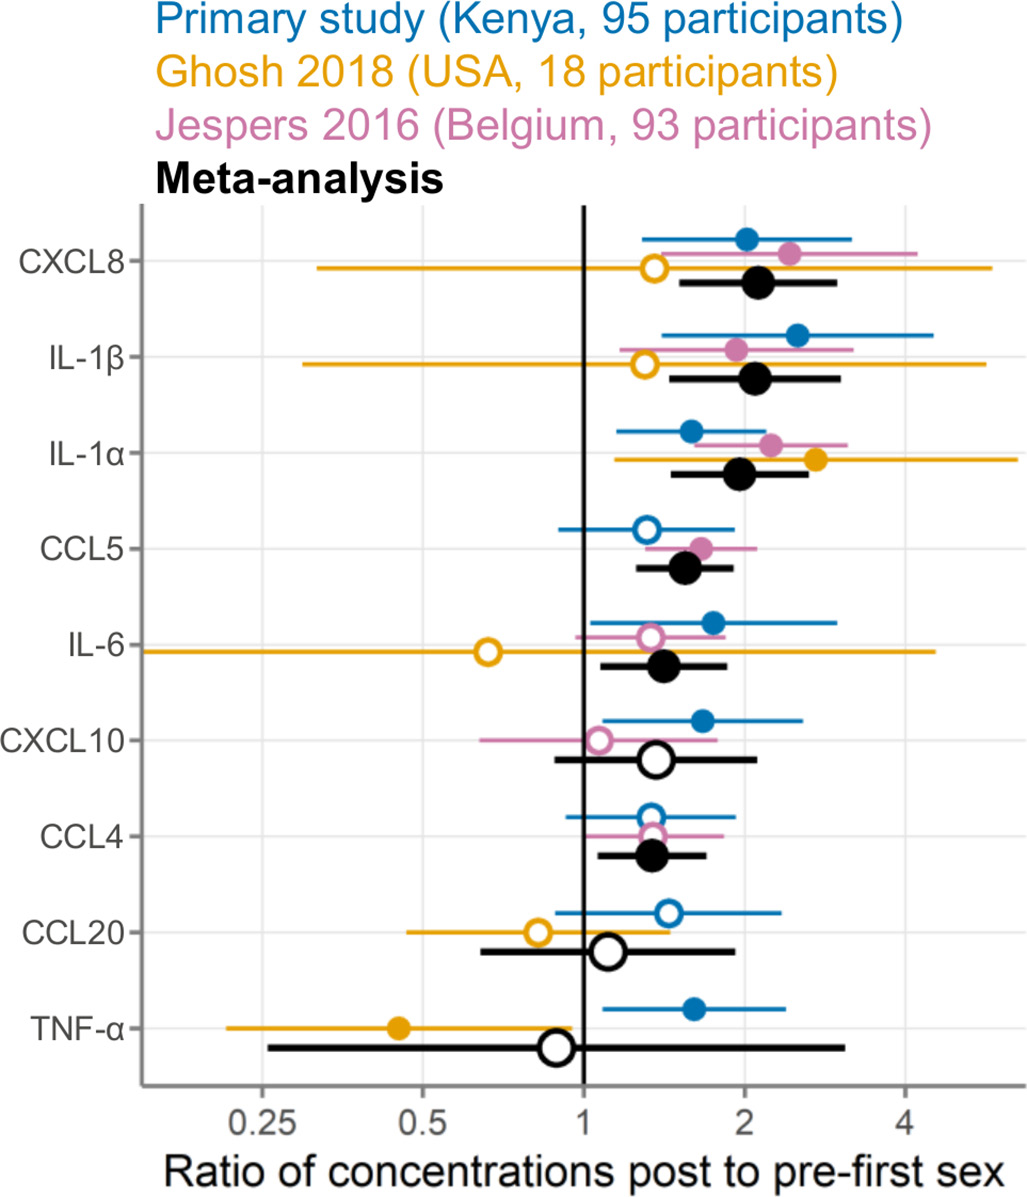 Primary study (Kenya, 95 participants)
Ghosh 2018 (USA, 18 participants)
Jespers 2016 (Belgium, 93 participants)
Meta-analysis
CXCL8
IL-1β
IL-1α
CCL5
IL-6
CXCL10
CCL4
CCL20
TNF-α
0.25 0.5 1 2 4
Ratio of concentrations post to pre-first sex